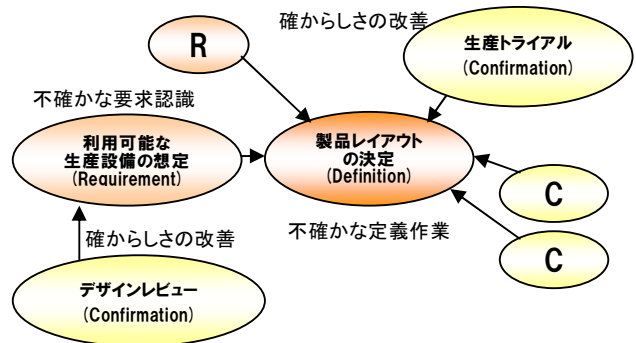 確からしさの改善
R
生産トライアル
(Confirmation)
不確かな要求認識
利用可能な
生産設備の想定
(Requirement)
製品レイアウト
の決定
(Definition)
C
不確かな定義作業
確からしさの改善
C
デザインレビュー
(Confirmation)